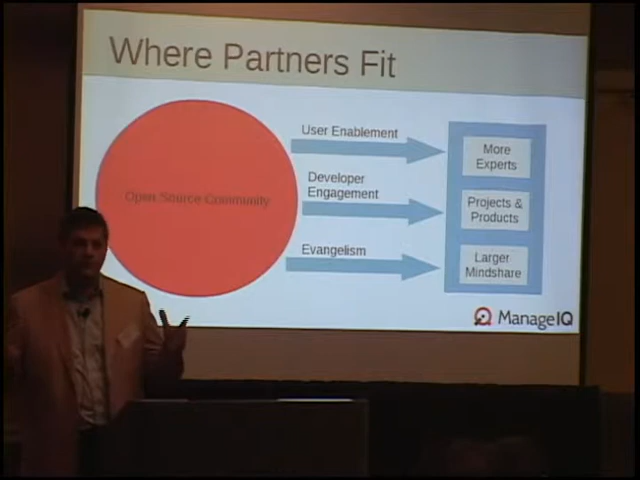 Where Partners Fit
Open Source Community
User Enablement
Developer
Engagement
Evangelism
More
Experts
Projects &
Products
Larger
Mindshare
ManageIQ